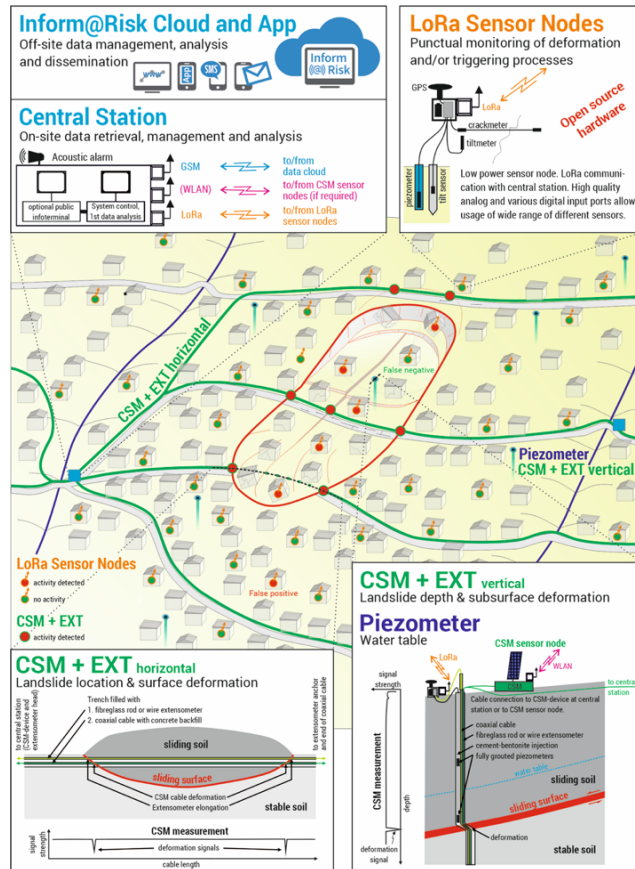 Inform@Risk Cloud and App
Off-site data management, analysis
and dissemination
www
App
SMS
Inform
@ Risk
Central Station
On-site data retrieval, management and analysis
Acoustic alarm
optional public
infoterminal
System control,
1st data analysis
GSM
to/from
data cloud
(WLAN)
to/from CSM sensor
nodes (if required)
LoRa
to/from LoRa
sensor nodes
LoRa Sensor Nodes
Punctual monitoring of deformation
and/or triggering processes
GPS
LoRa
Open source
hardware
crackmeter
tiltmeter
piezometer
tilt sensor
Low power sensor node. LoRa communi-
cation with central station. High quality
analog and various digital input ports allow
usage of wide range of different sensors.
CSM + EXT horizontal
False negative
Piezometer
CSM + EXT vertical
False positive
LoRa Sensor Nodes
activity detected
no activity
CSM + EXT
activity detected
CSM + EXT horizontal
Landslide location & surface deformation
to central station
(CSM-device and
extensometer head)
Trench filled with
1. fibreglass rod or wire extensometer
2. coaxial cable with concrete backfill
to extensometer anchor
and end of coaxial cable
sliding soil
sliding surface
CSM cable deformation
Extensometer elongation
stable soil
signal
strength
CSM measurement
deformation signals
cable length
CSM + EXT vertical
Landslide depth & subsurface deformation
Piezometer
Water table
CSM sensor node
signal
strength
LoRa
WLAN
CSM
to central
station
Cable connection to CSM-device at central
station or to CSM sensor node.
coaxial cable
fibreglass rod or wire extensometer
cement-bentonite injection
fully grouted piezometers
CSM measurement
depth
water table
sliding soil
sliding surface
deformation
deformation
signal
stable soil